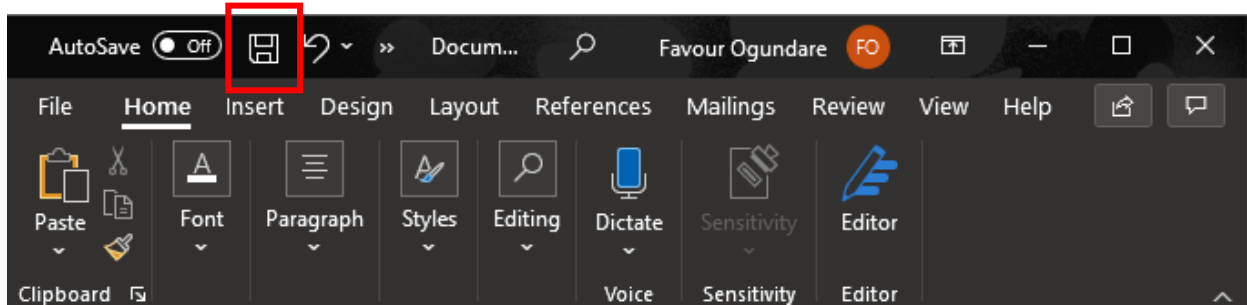 AutoSave Off Docum... Favour Ogundare FO
File Home Insert Design Layout References Mailings Review View Help
Paste Font Paragraph Styles Editing Dictate Sensitivity Editor
Clipboard Voice Sensitivity Editor